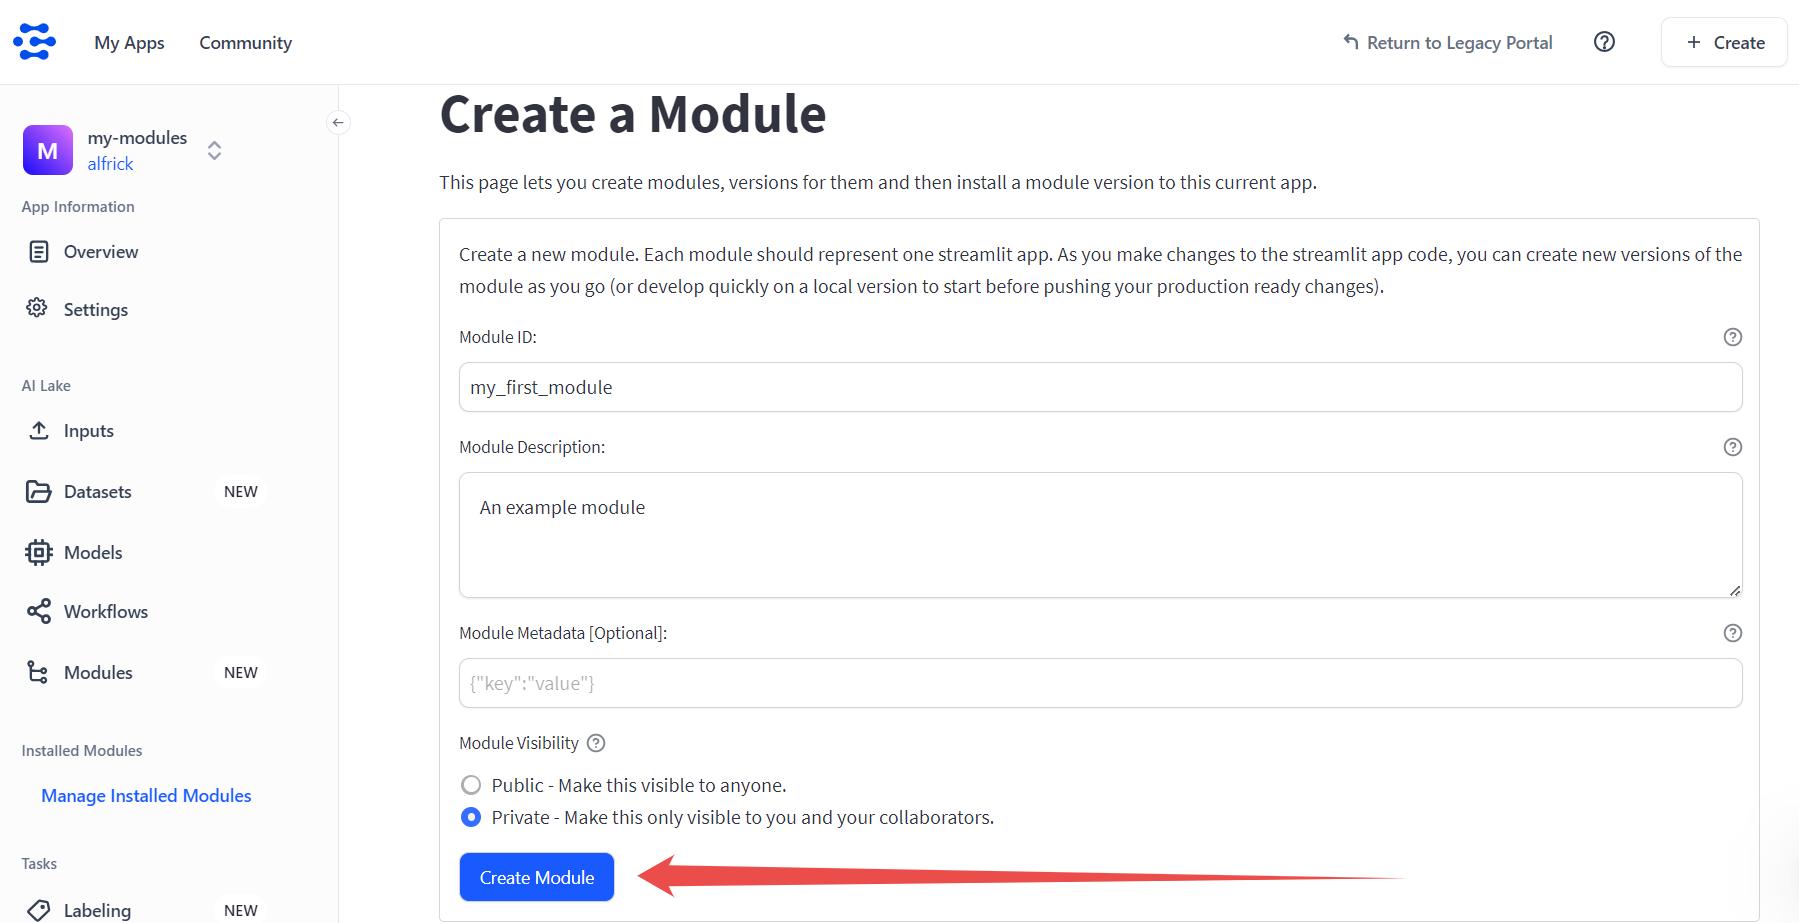 My Apps
Community
Return to Legacy Portal
+ Create
M
my-modules
alfrick
App Information
Overview
Settings
AI Lake
Inputs
Datasets NEW
Models
Workflows
Modules NEW
Installed Modules
Manage Installed Modules
Tasks
Labeling NEW
Create a Module
This page lets you create modules, versions for them and then install a module version to this current app.
Create a new module. Each module should represent one streamlit app. As you make changes to the streamlit app code, you can create new versions of the
module as you go (or develop quickly on a local version to start before pushing your production ready changes).
Module ID:
my_first_module
Module Description:
An example module
Module Metadata [Optional]:
{"key":"value"}
Module Visibility
Public - Make this visible to anyone.
Private - Make this only visible to you and your collaborators.
Create Module